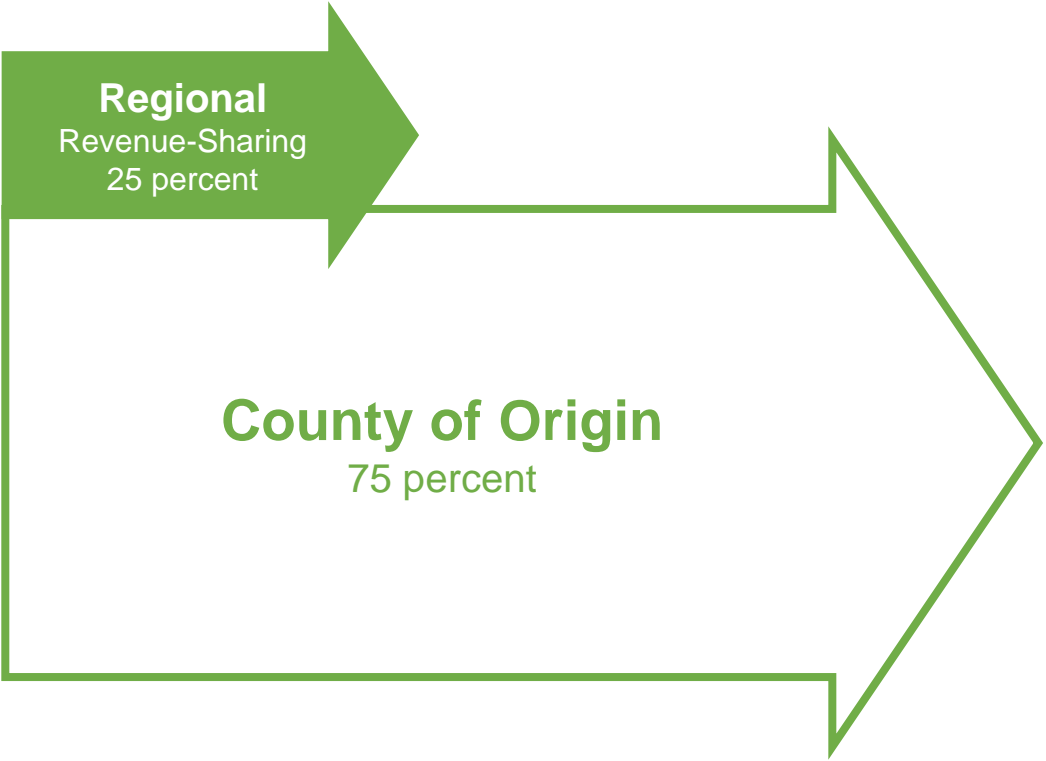 Regional
Revenue-Sharing
25 percent
County of Origin
75 percent